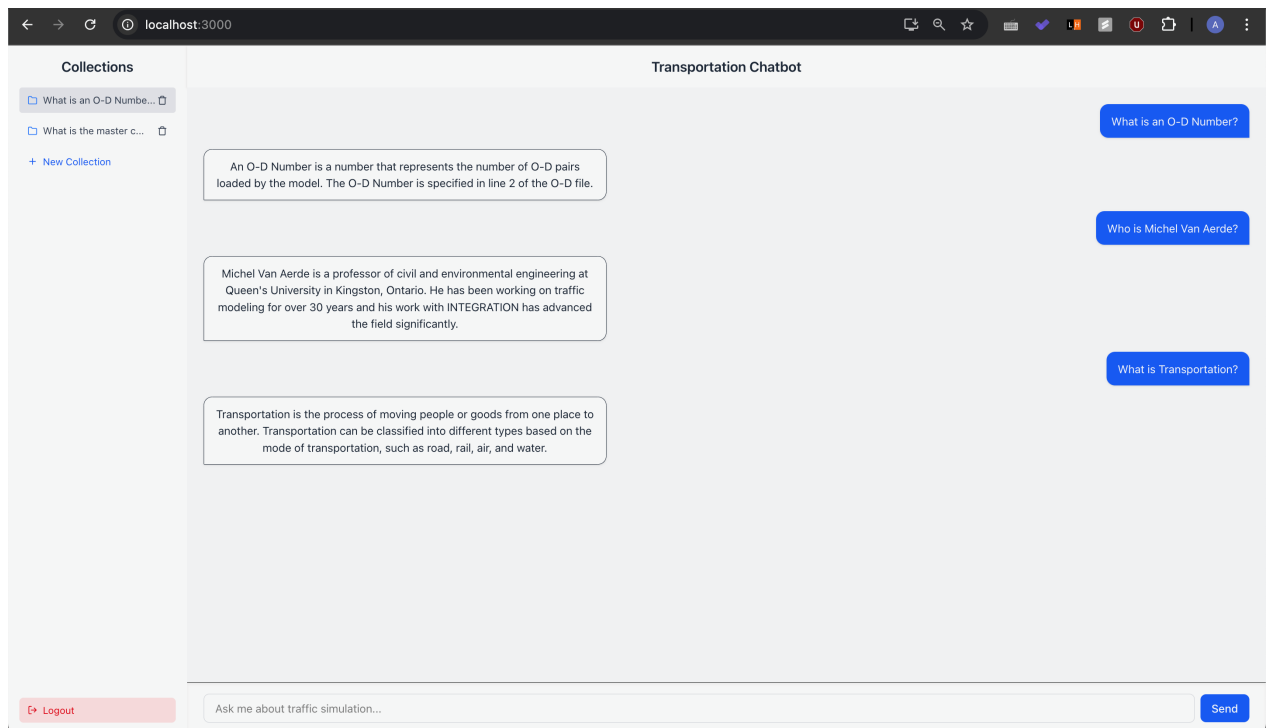 localhost:3000
A
Collections
Transportation Chatbot
What is an O-D Numbe...
What is the master c...
+ New Collection
What is an O-D Number?
An O-D Number is a number that represents the number of O-D pairs
loaded by the model. The O-D Number is specified in line 2 of the O-D file.
Who is Michel Van Aerde?
Michel Van Aerde is a professor of civil and environmental engineering at
Queen's University in Kingston, Ontario. He has been working on traffic
modeling for over 30 years and his work with INTEGRATION has advanced
the field significantly.
What is Transportation?
Transportation is the process of moving people or goods from one place to
another. Transportation can be classified into different types based on the
mode of transportation, such as road, rail, air, and water.
Logout
Ask me about traffic simulation...
Send